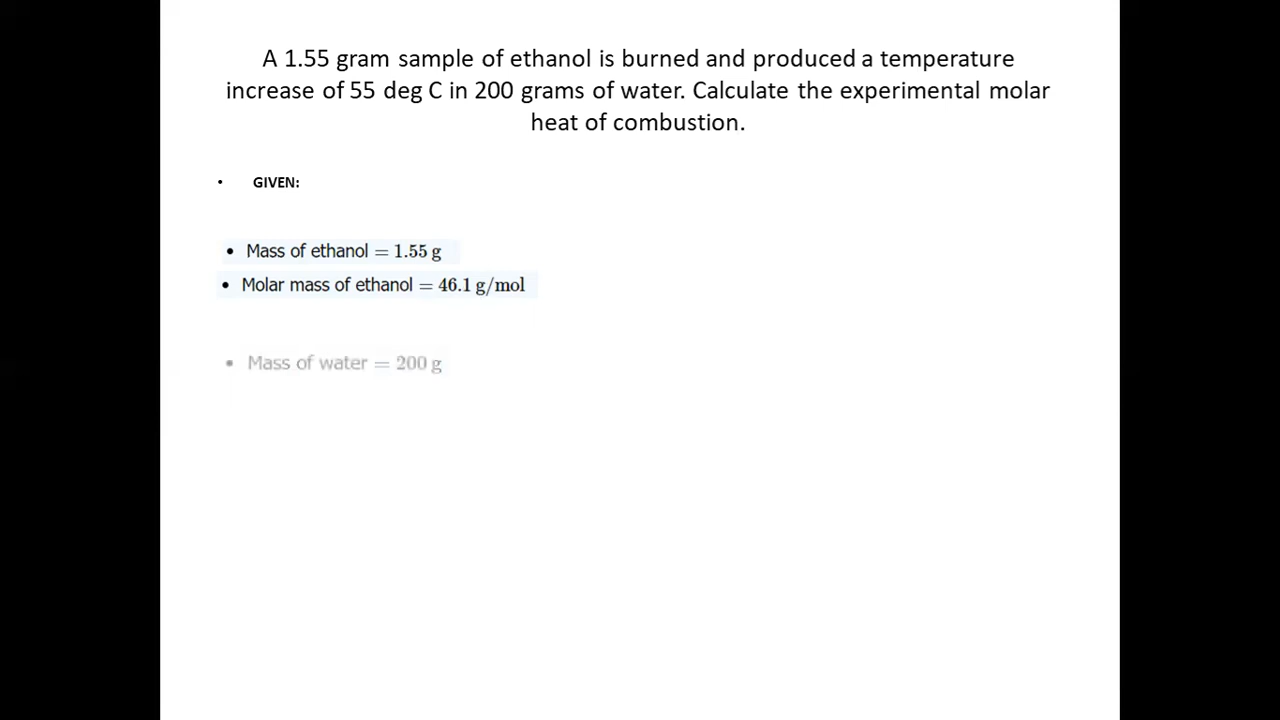 A 1.55 gram sample of ethanol is burned and produced a temperature
increase of 55 deg C in 200 grams of water. Calculate the experimental molar
heat of combustion.
• GIVEN:
• Mass of ethanol = 1.55 g
• Molar mass of ethanol = 46.1 g/mol
• Mass of water = 200 g